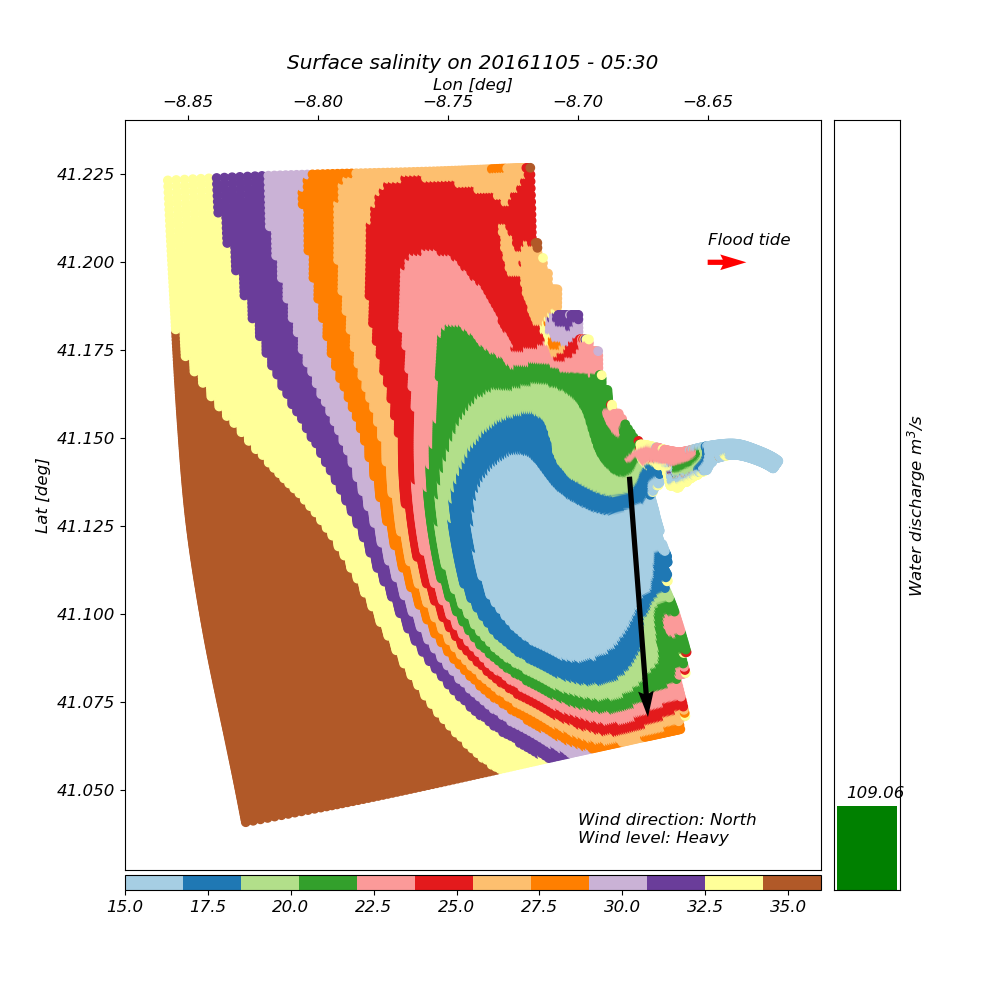 Surface salinity on 20161105 - 05:30
Lon [deg]
−8.85 −8.80 −8.75 −8.70 −8.65
41.225
41.200
41.175
41.150
41.125
41.100
41.075
41.050
Lat [deg]
Flood tide
Wind direction: North
Wind level: Heavy
15.0 17.5 20.0 22.5 25.0 27.5 30.0 32.5 35.0
109.06
Water discharge m³/s